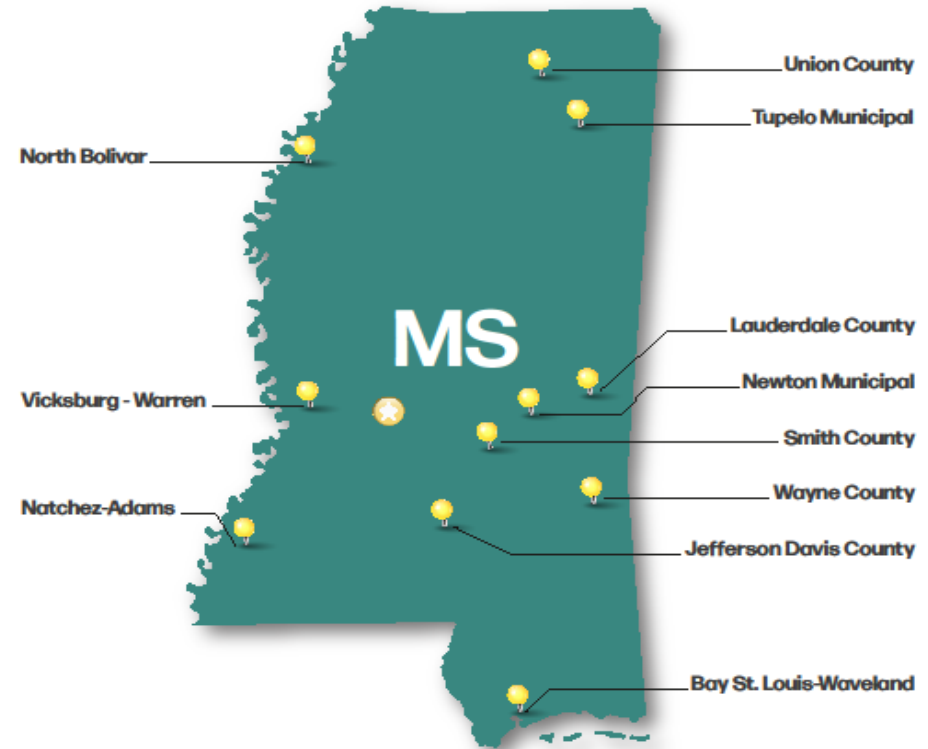 Union County
Tupelo Municipal
North Bolivar
MS
Lauderdale County
Newton Municipal
Vicksburg - Warren
Smith County
Wayne County
Natchez-Adams
Jefferson Davis County
Bay St. Louis-Waveland